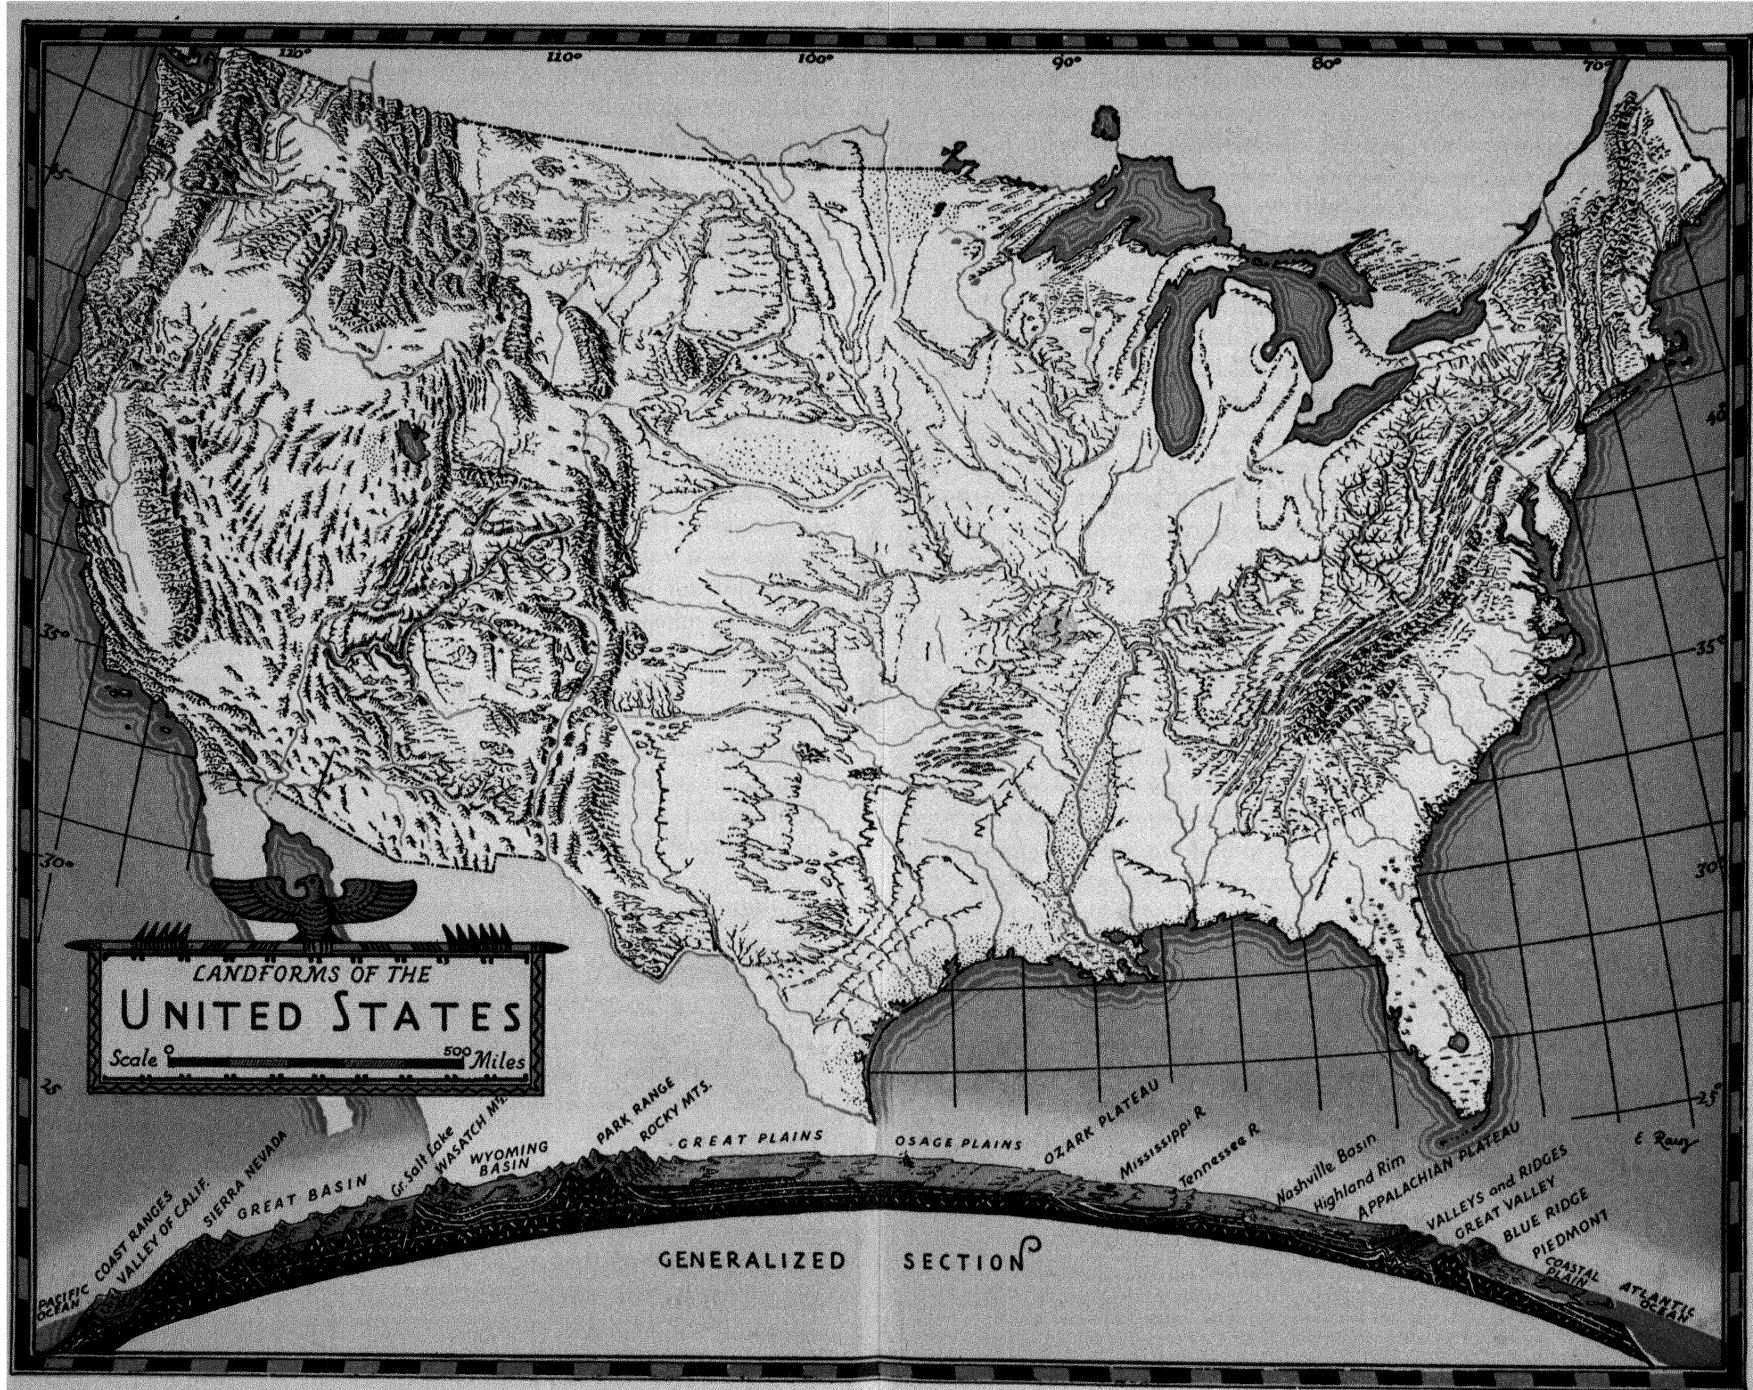 120°
110°
100°
90°
80°
70°
45
40
35°
35°
30°
30°
25
25°
LANDFORMS OF THE
UNITED STATES
Scale 0 500 Miles
E Raisz
PACIFIC
OCEAN
COAST RANGES
VALLEY OF CALIF.
SIERRA NEVADA
GREAT BASIN
Gr Salt Lake
WASATCH MTS.
WYOMING
BASIN
PARK RANGE
ROCKY MTS.
GREAT PLAINS
OSAGE PLAINS
OZARK PLATEAU
Mississippi R
Tennessee R
Nashville Basin
Highland Rim
APPALACHIAN PLATEAU
VALLEYS and RIDGES
GREAT VALLEY
BLUE RIDGE
PIEDMONT
COASTAL
PLAIN
ATLANTIC
OCEAN
GENERALIZED SECTION